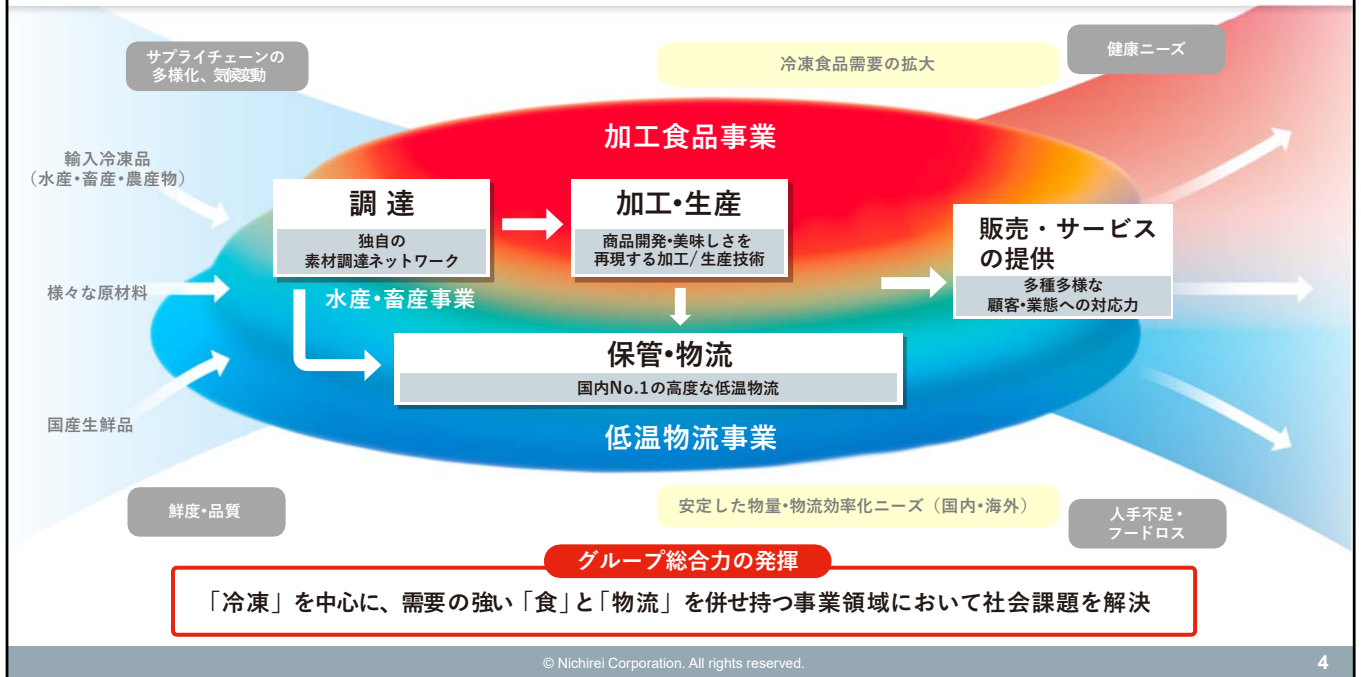 サプライチェーンの
多様化、気候変動
冷凍食品需要の拡大
健康ニーズ
加工食品事業
輸入冷凍品
（水産•畜産•農産物）
調 達
独自の
素材調達ネットワーク
加工•生産
商品開発•美味しさを
再現する加工/生産技術
販売・サービス
の提供
多種多様な
顧客•業態への対応力
様々な原材料
水産•畜産事業
保管•物流
国内No.1の高度な低温物流
国産生鮮品
低温物流事業
鮮度•品質
安定した物量•物流効率化ニーズ（国内•海外）
人手不足・
フードロス
グループ総合力の発揮
「冷凍」を中心に、需要の強い「食」と「物流」を併せ持つ事業領域において社会課題を解決
© Nichirei Corporation. All rights reserved.
4